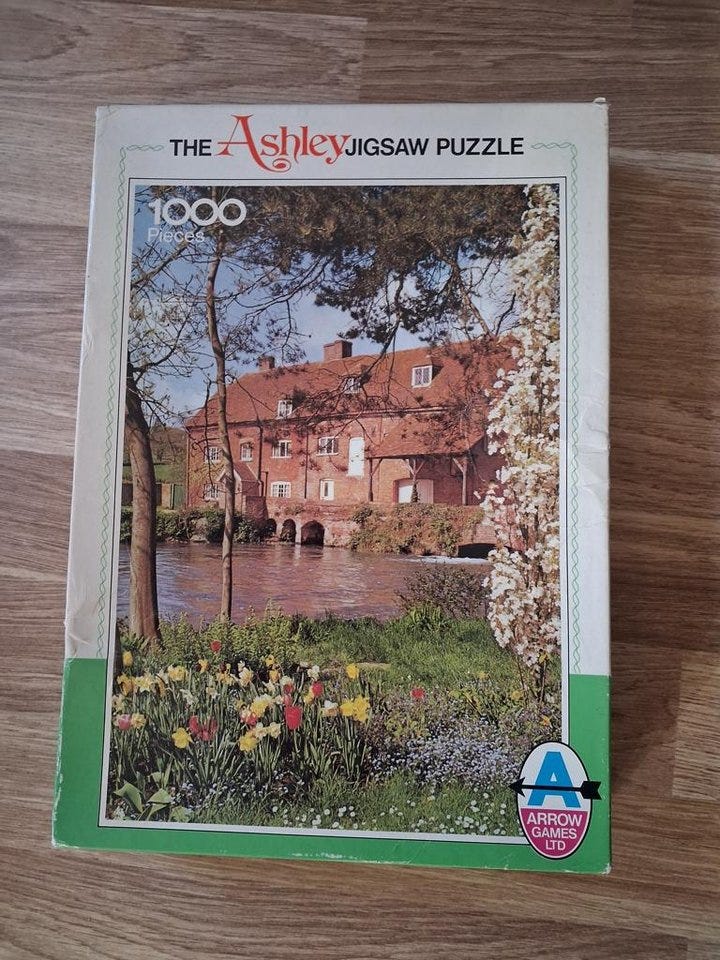 THE Ashley JIGSAW PUZZLE
1000
Pieces
A
ARROW
GAMES
LTD